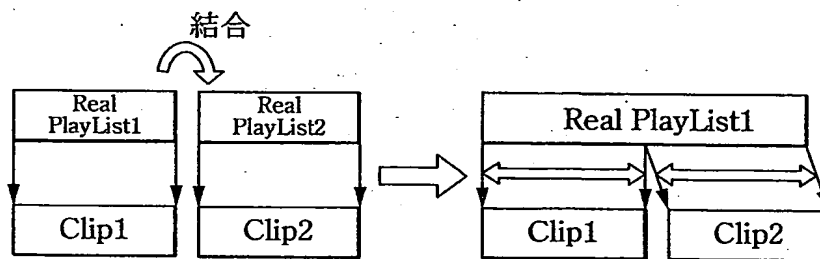 結合
Real
PlayList1
Real
PlayList2
Real PlayList1
Clip1
Clip2
Clip1
Clip2